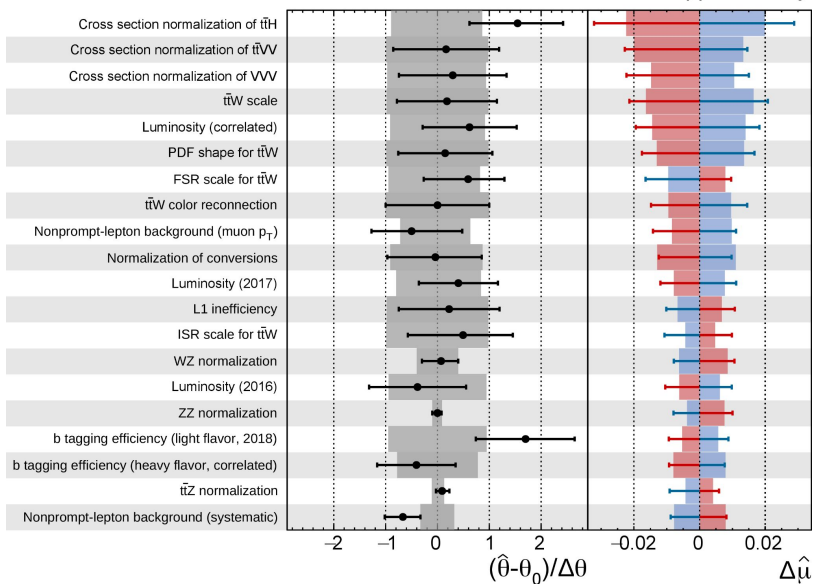 Cross section normalization of tt̄H
Cross section normalization of tt̄VV
Cross section normalization of VVV
tt̄W scale
Luminosity (correlated)
PDF shape for tt̄W
FSR scale for tt̄W
tt̄W color reconnection
Nonprompt-lepton background (muon p_T)
Normalization of conversions
Luminosity (2017)
L1 inefficiency
ISR scale for tt̄W
WZ normalization
Luminosity (2016)
ZZ normalization
b tagging efficiency (light flavor, 2018)
b tagging efficiency (heavy flavor, correlated)
tt̄Z normalization
Nonprompt-lepton background (systematic)
−2 −1 0 1 2 −0.02 0 0.02
(θ̂-θ₀)/Δθ Δμ̂